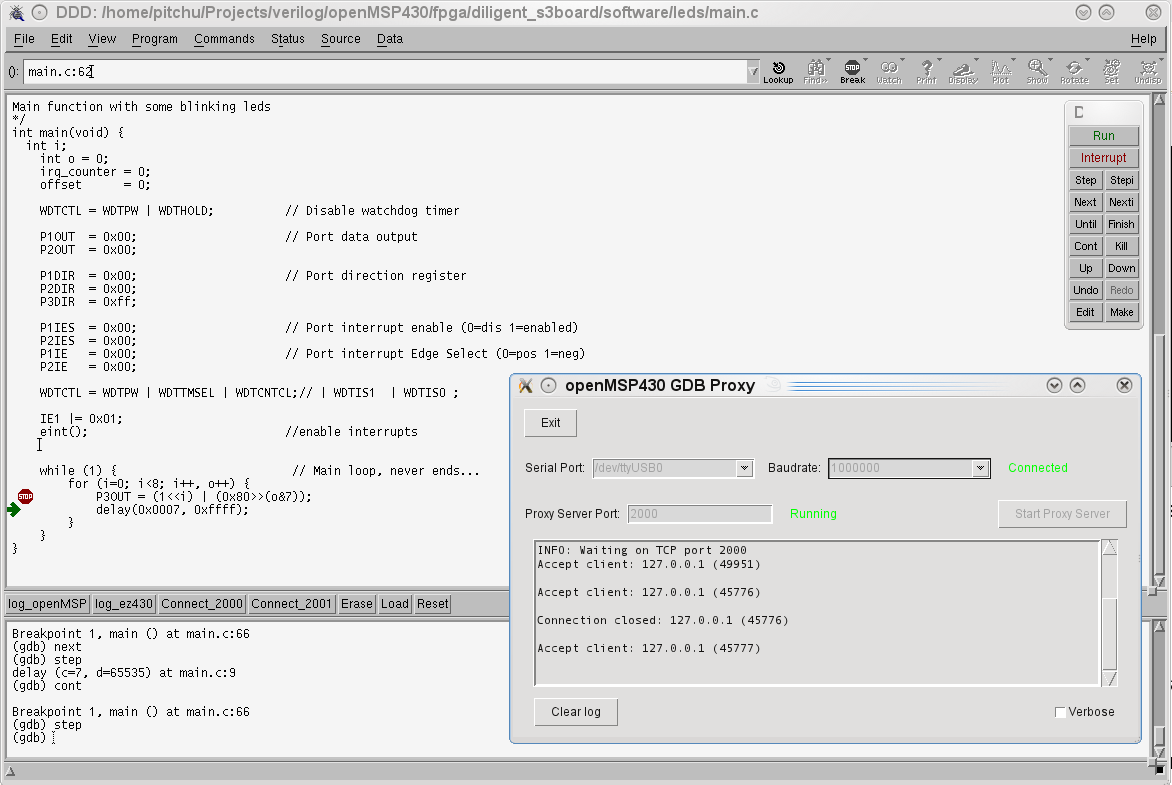 DDD: /home/pitchu/Projects/verilog/openMSP430/fpga/diligent_s3board/software/leds/main.c
File Edit View Program Commands Status Source Data Help
(): main.c:62
Lookup Find>> Break Watch Print Display Plot Show Rotate Set Undisp
Main function with some blinking leds
*/
int main(void) {
  int i;
    int o = 0;
    irq_counter = 0;
    offset      = 0;
    WDTCTL = WDTPW | WDTHOLD;          // Disable watchdog timer
    P1OUT  = 0x00;                     // Port data output
    P2OUT  = 0x00;
    P1DIR  = 0x00;                     // Port direction register
    P2DIR  = 0x00;
    P3DIR  = 0xff;
    P1IES  = 0x00;                     // Port interrupt enable (0=dis 1=enabled)
    P2IES  = 0x00;
    P1IE   = 0x00;                     // Port interrupt Edge Select (0=pos 1=neg)
    P2IE   = 0x00;
    WDTCTL = WDTPW | WDTTMSEL | WDTCNTCL;// | WDTIS1  | WDTIS0 ;
    IE1 |= 0x01;
    eint();                            //enable interrupts
    while (1) {                         // Main loop, never ends...
        for (i=0; i<8; i++, o++) {
STOP
            P3OUT = (1<<i) | (0x80>>(o&7));
            delay(0x0007, 0xffff);
        }
    }
}
D
Run
Interrupt
Step Stepi
Next Nexti
Until Finish
Cont Kill
Up Down
Undo Redo
Edit Make
log_openMSP log_ez430 Connect_2000 Connect_2001 Erase Load Reset
Breakpoint 1, main () at main.c:66
(gdb) next
(gdb) step
delay (c=7, d=65535) at main.c:9
(gdb) cont
Breakpoint 1, main () at main.c:66
(gdb) step
(gdb)
openMSP430 GDB Proxy
Exit
Serial Port: /dev/ttyUSB0 Baudrate: 1000000 Connected
Proxy Server Port: 2000 Running Start Proxy Server
INFO: Waiting on TCP port 2000
Accept client: 127.0.0.1 (49951)
Accept client: 127.0.0.1 (45776)
Connection closed: 127.0.0.1 (45776)
Accept client: 127.0.0.1 (45777)
Clear log Verbose